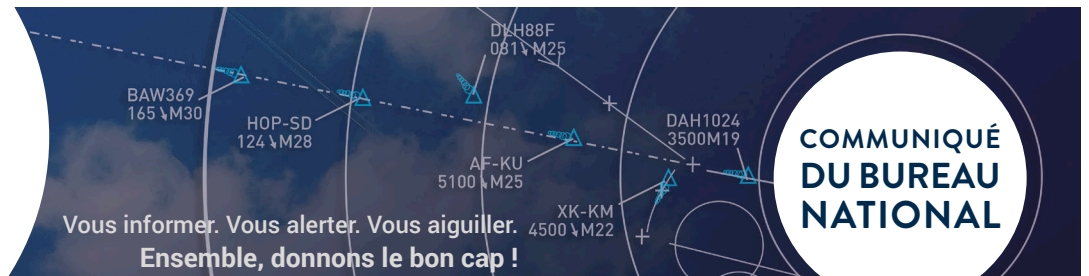 DLH88F
081↘M25
BAW369
165↘M30
HOP-SD
124↘M28
DAH1024
3500M19
AF-KU
5100↘M25
XK-KM
4500↘M22
Vous informer. Vous alerter. Vous aiguiller.
Ensemble, donnons le bon cap !
COMMUNIQUÉ
DU BUREAU
NATIONAL